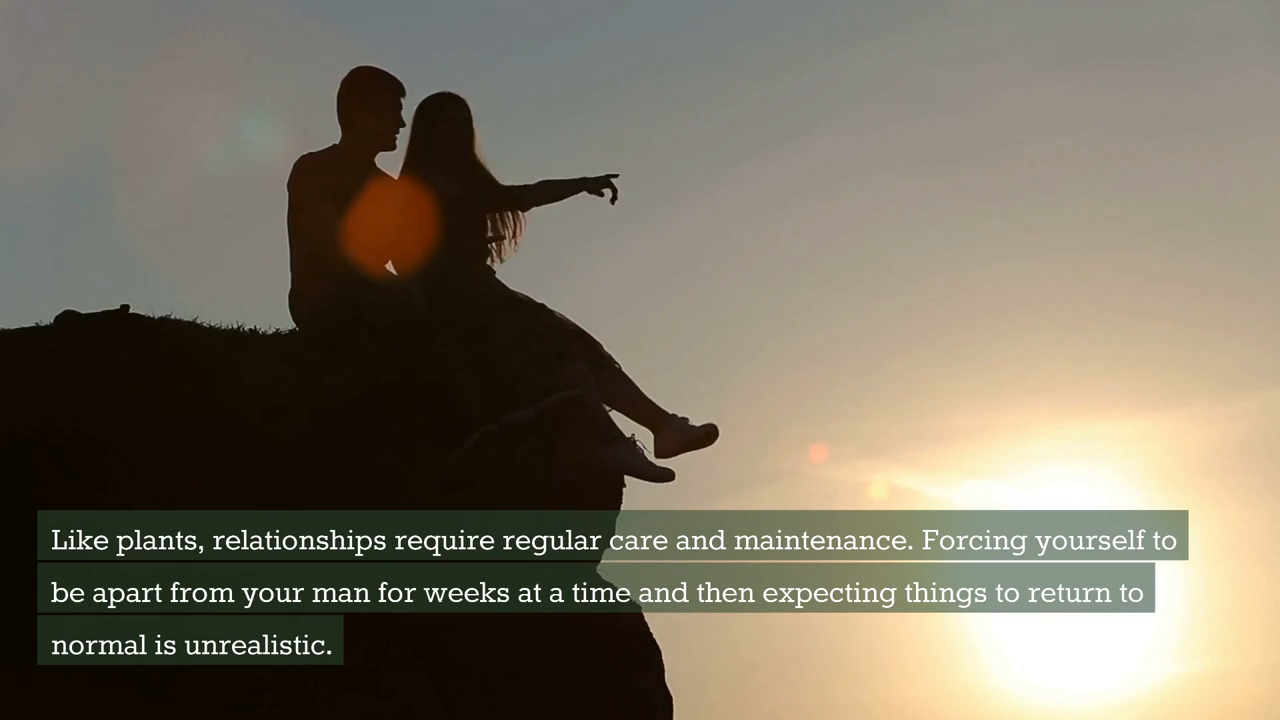 Like plants, relationships require regular care and maintenance. Forcing yourself to
be apart from your man for weeks at a time and then expecting things to return to
normal is unrealistic.